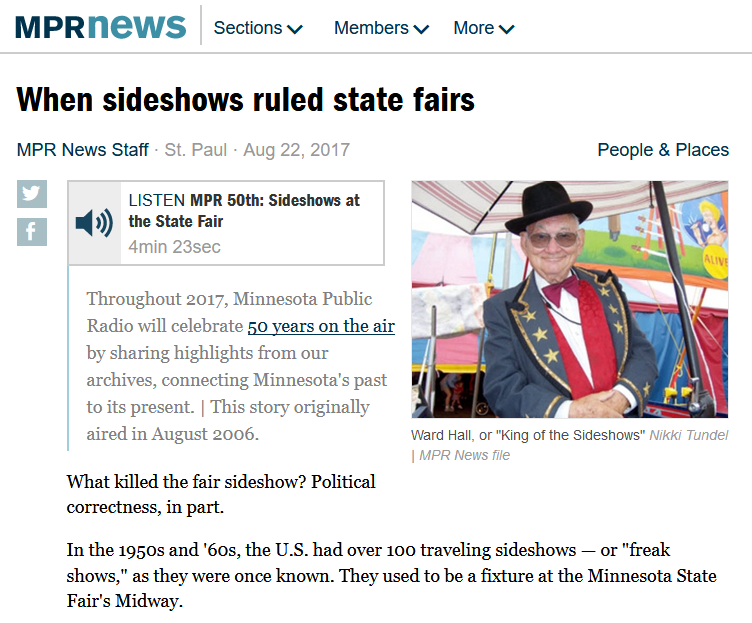 MPRnews Sections Members More
When sideshows ruled state fairs
MPR News Staff · St. Paul · Aug 22, 2017
People & Places
LISTEN MPR 50th: Sideshows at
the State Fair
4min 23sec
Throughout 2017, Minnesota Public
Radio will celebrate 50 years on the air
by sharing highlights from our
archives, connecting Minnesota's past
to its present. | This story originally
aired in August 2006.
ALIVE
Ward Hall, or "King of the Sideshows" Nikki Tundel
| MPR News file
What killed the fair sideshow? Political
correctness, in part.
In the 1950s and '60s, the U.S. had over 100 traveling sideshows — or "freak
shows," as they were once known. They used to be a fixture at the Minnesota State
Fair's Midway.